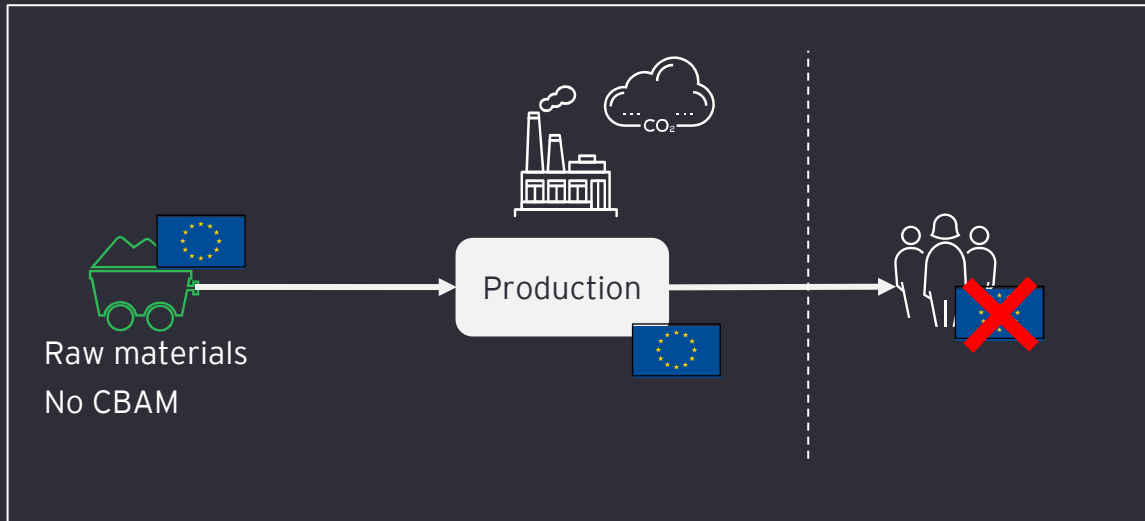 CO₂
Production
Raw materials
No CBAM